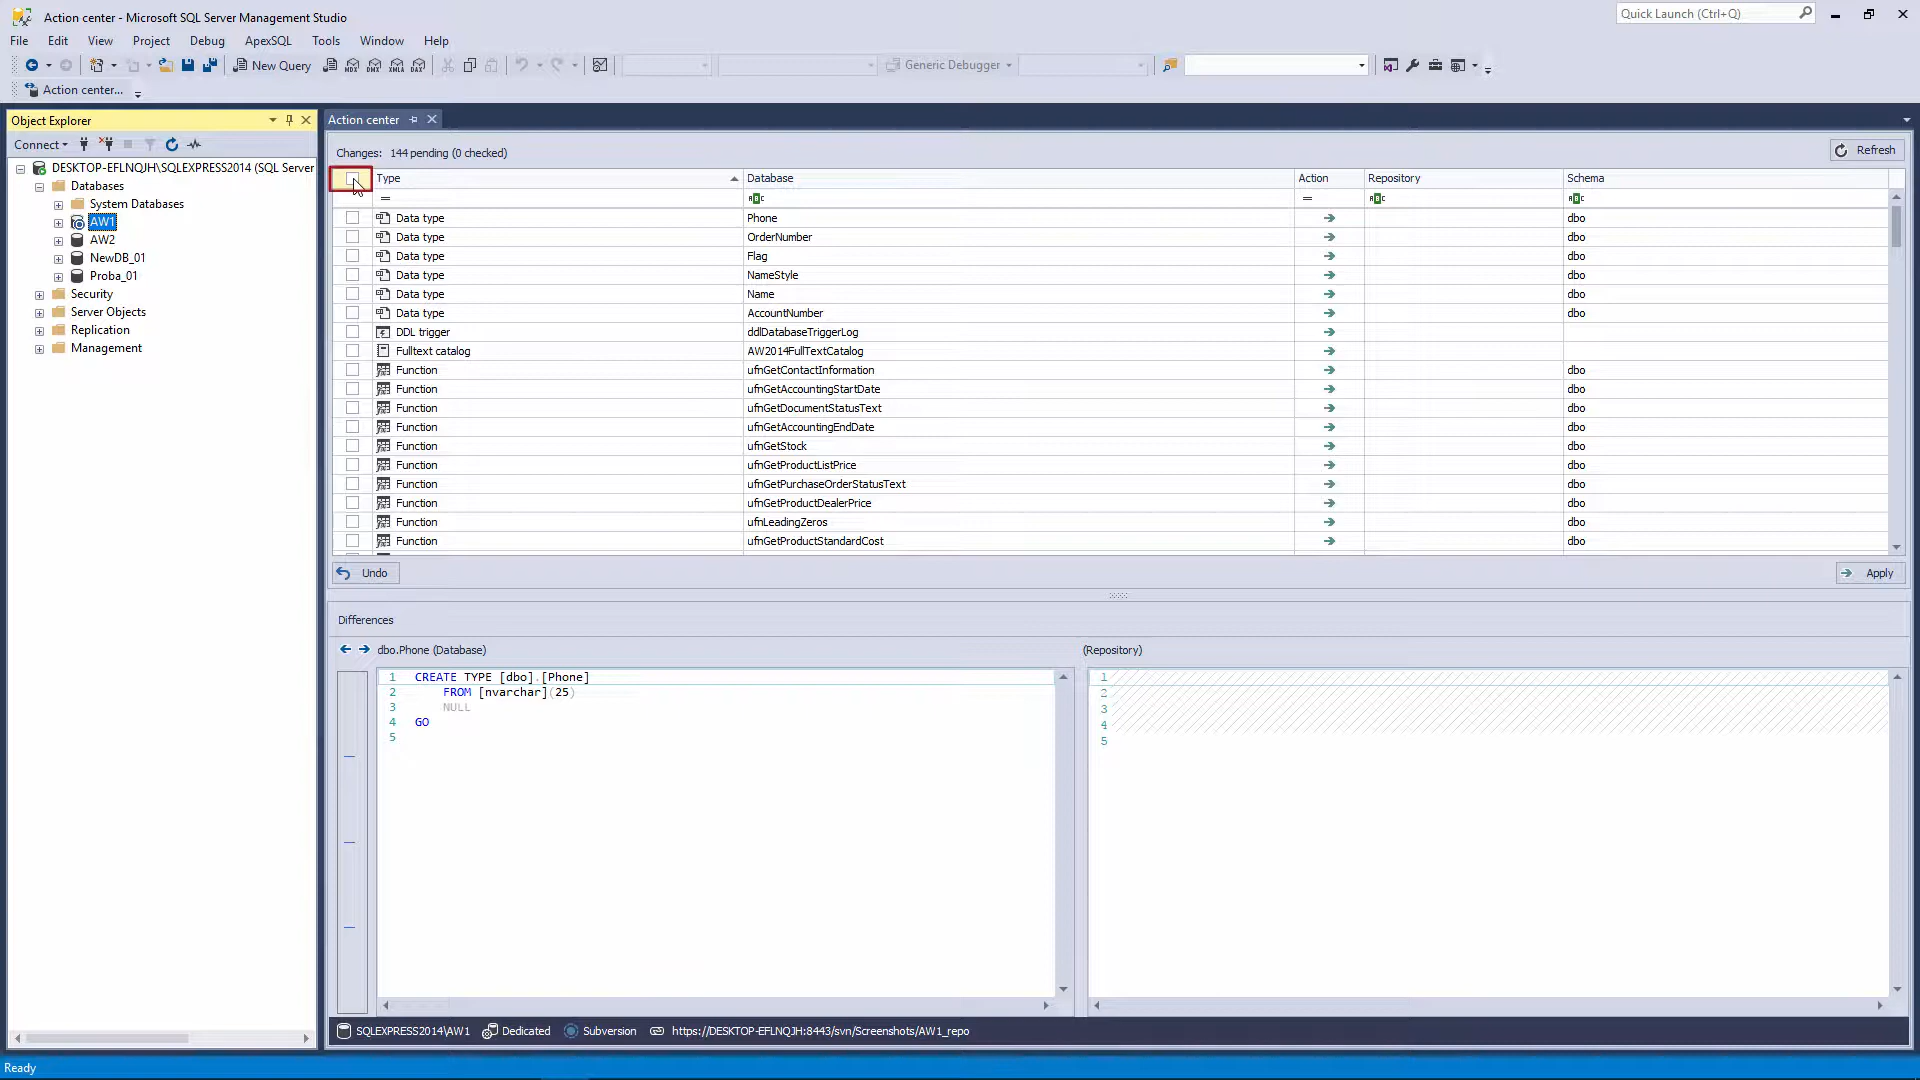 Action center - Microsoft SQL Server Management Studio
Quick Launch (Ctrl+Q)
File Edit View Project Debug ApexSQL Tools Window Help
New Query
MDX DMX XMLA DAX
Generic Debugger
Action center...
Object Explorer
Action center
Connect
Changes: 144 pending (0 checked)
Refresh
DESKTOP-EFLNQJH\SQLEXPRESS2014 (SQL Server
Databases
System Databases
AW1
AW2
NewDB_01
Proba_01
Security
Server Objects
Replication
Management
Type Database Action Repository Schema
= ABC = ABC ABC
Data type Phone dbo
Data type OrderNumber dbo
Data type Flag dbo
Data type NameStyle dbo
Data type Name dbo
Data type AccountNumber dbo
DDL trigger ddlDatabaseTriggerLog
Fulltext catalog AW2014FullTextCatalog
Function ufnGetContactInformation dbo
Function ufnGetAccountingStartDate dbo
Function ufnGetDocumentStatusText dbo
Function ufnGetAccountingEndDate dbo
Function ufnGetStock dbo
Function ufnGetProductListPrice dbo
Function ufnGetPurchaseOrderStatusText dbo
Function ufnGetProductDealerPrice dbo
Function ufnLeadingZeros dbo
Function ufnGetProductStandardCost dbo
Undo
Apply
Differences
dbo.Phone (Database)
(Repository)
1 CREATE TYPE [dbo].[Phone]
2 FROM [nvarchar](25)
3 NULL
4 GO
5
1
2
3
4
5
SQLEXPRESS2014\AW1 Dedicated Subversion https://DESKTOP-EFLNQJH:8443/svn/Screenshots/AW1_repo
Ready